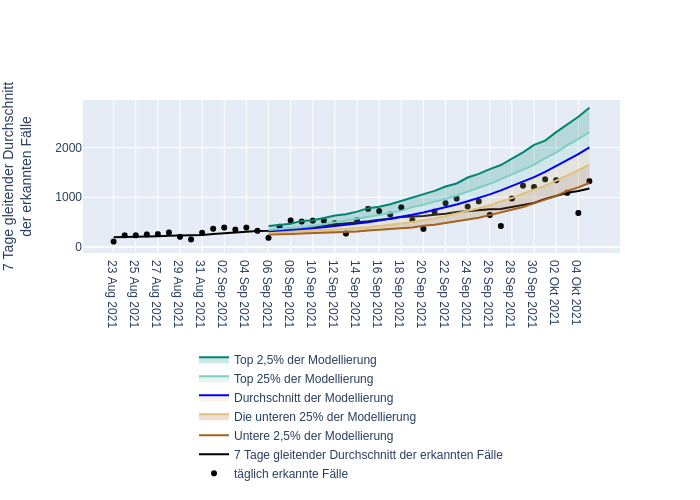 7 Tage gleitender Durchschnitt
der erkannten Fälle
2000
1000
0
23 Aug 2021
25 Aug 2021
27 Aug 2021
29 Aug 2021
31 Aug 2021
02 Sep 2021
04 Sep 2021
06 Sep 2021
08 Sep 2021
10 Sep 2021
12 Sep 2021
14 Sep 2021
16 Sep 2021
18 Sep 2021
20 Sep 2021
22 Sep 2021
24 Sep 2021
26 Sep 2021
28 Sep 2021
30 Sep 2021
02 Okt 2021
04 Okt 2021
Top 2,5% der Modellierung
Top 25% der Modellierung
Durchschnitt der Modellierung
Die unteren 25% der Modellierung
Untere 2,5% der Modellierung
7 Tage gleitender Durchschnitt der erkannten Fälle
täglich erkannte Fälle